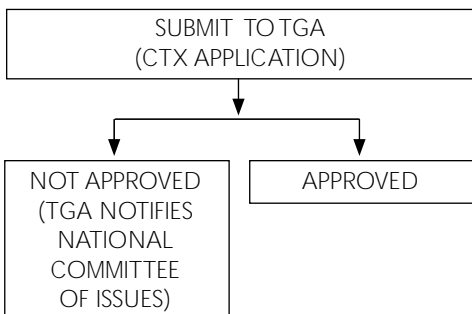 SUBMIT TO TGA
(CTX APPLICATION)
NOT APPROVED
(TGA NOTIFIES
NATIONAL
COMMITTEE
OF ISSUES)
APPROVED